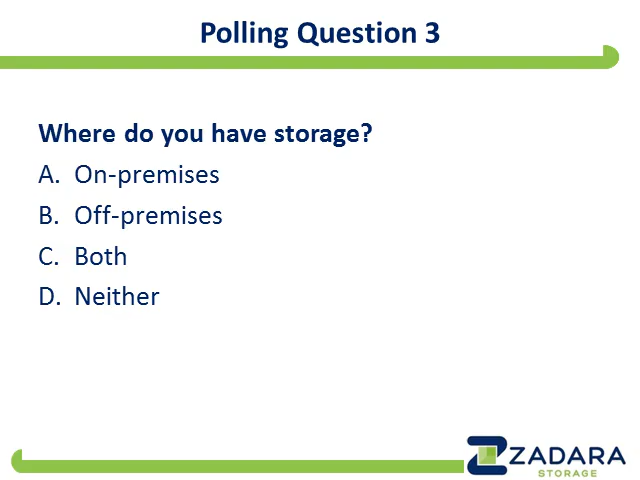 Polling Question 3
Where do you have storage?
A. On-premises
B. Off-premises
C. Both
D. Neither
ZADARA
STORAGE